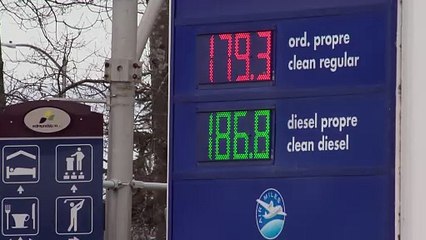 179.3
ord. propre
clean regular
186.8
diesel propre
clean diesel